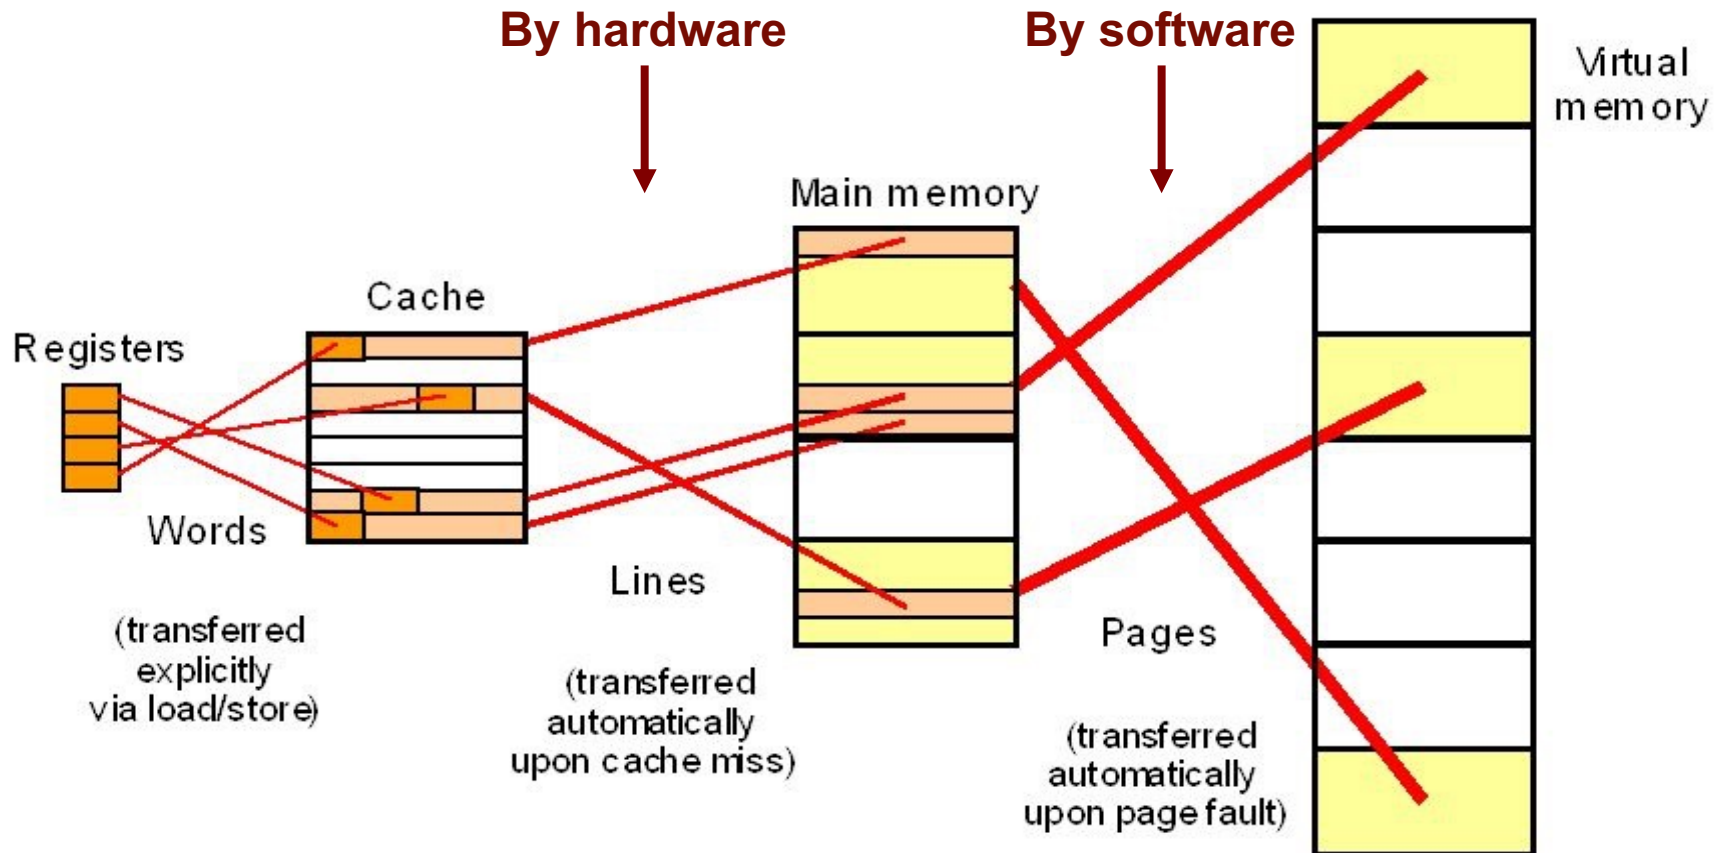 By hardware
By software
Virtual
memory
Main memory
Cache
Registers
Words
Lines
Pages
(transferred
explicitly
via load/store)
(transferred
automatically
upon cache miss)
(transferred
automatically
upon page fault)